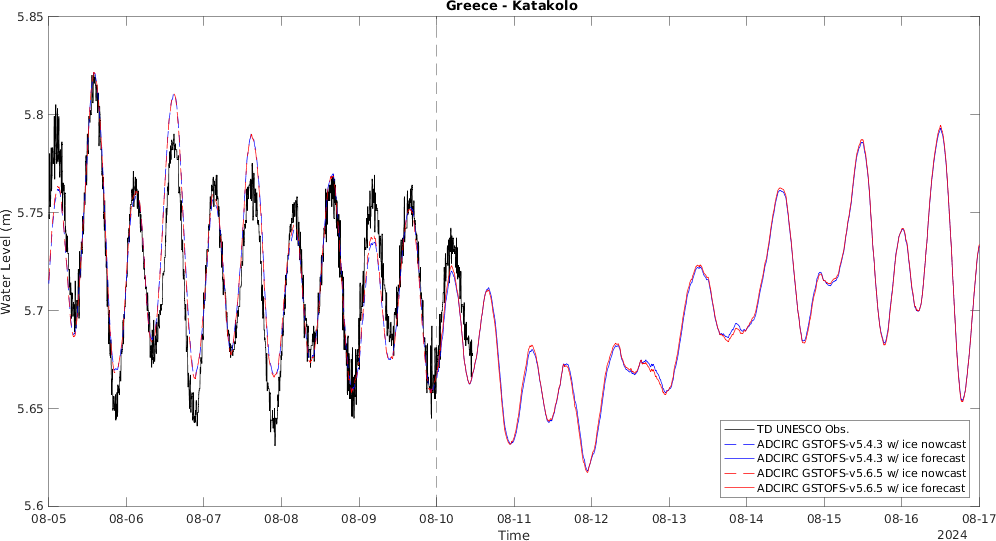 Greece - Katakolo
5.85
5.8
5.75
5.7
5.65
5.6
Water Level (m)
TD UNESCO Obs.
ADCIRC GSTOFS-v5.4.3 w/ ice nowcast
ADCIRC GSTOFS-v5.4.3 w/ ice forecast
ADCIRC GSTOFS-v5.6.5 w/ ice nowcast
ADCIRC GSTOFS-v5.6.5 w/ ice forecast
08-05 08-06 08-07 08-08 08-09 08-10 08-11 08-12 08-13 08-14 08-15 08-16 08-17
Time
2024